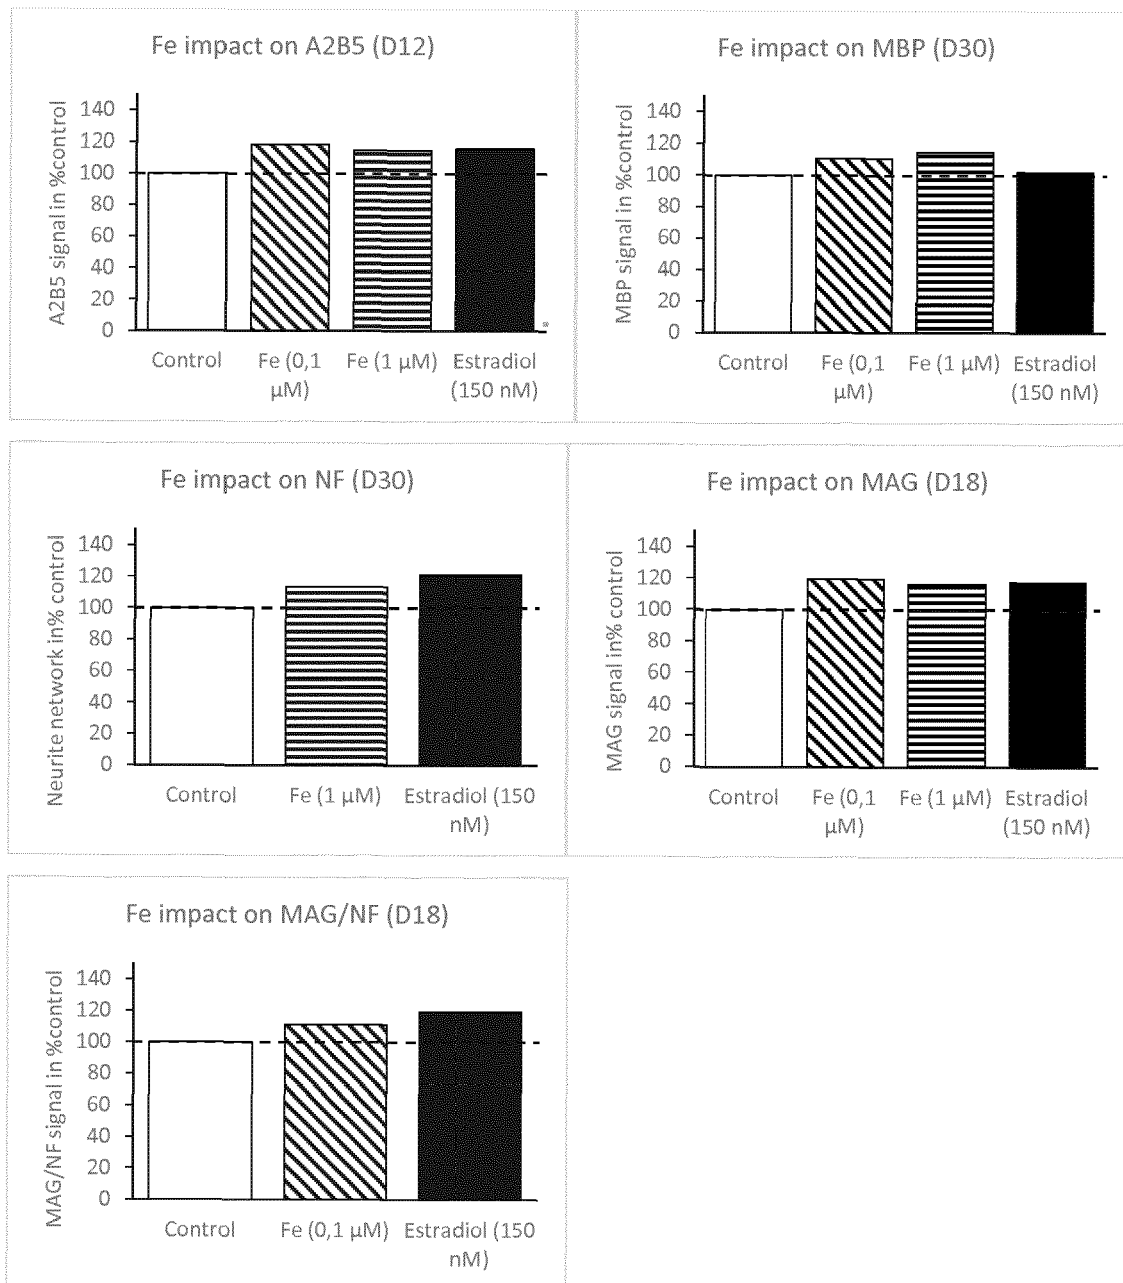 Fe impact on A2B5 (D12)
A2B5 signal in %control
140
120
100
80
60
40
20
0
Control
Fe (0,1
µM)
Fe (1 µM)
Estradiol
(150 nM)
Fe impact on MBP (D30)
MBP signal in %control
140
120
100
80
60
40
20
0
Control
Fe (0,1
µM)
Fe (1 µM)
Estradiol
(150 nM)
Fe impact on NF (D30)
Neurite network in% control
140
120
100
80
60
40
20
0
Control
Fe (1 µM)
Estradiol (150
nM)
Fe impact on MAG (D18)
MAG signal in% control
140
120
100
80
60
40
20
0
Control
Fe (0,1
µM)
Fe (1 µM)
Estradiol
(150 nM)
Fe impact on MAG/NF (D18)
MAG/NF signal in %control
140
120
100
80
60
40
20
0
Control
Fe (0,1 µM)
Estradiol (150
nM)